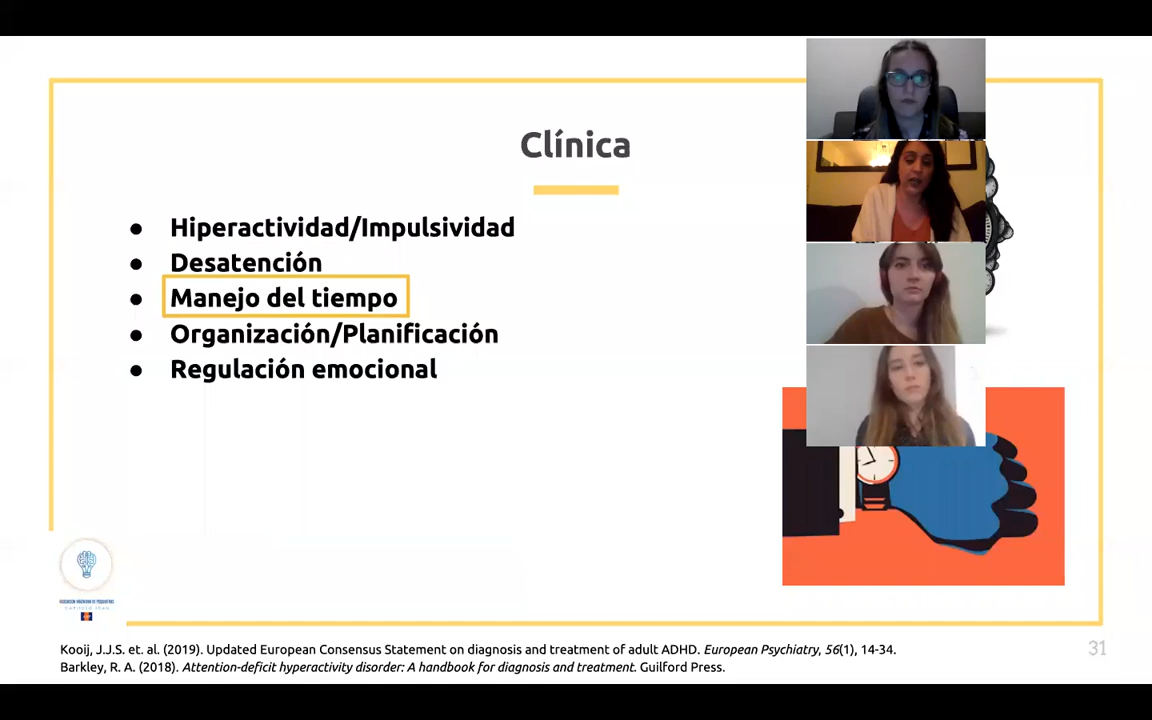 Clínica
● Hiperactividad/Impulsividad
● Desatención
● Manejo del tiempo
● Organización/Planificación
● Regulación emocional
Kooij, J.J.S. et. al. (2019). Updated European Consensus Statement on diagnosis and treatment of adult ADHD. European Psychiatry, 56(1), 14-34.
Barkley, R. A. (2018). Attention-deficit hyperactivity disorder: A handbook for diagnosis and treatment. Guilford Press.
31